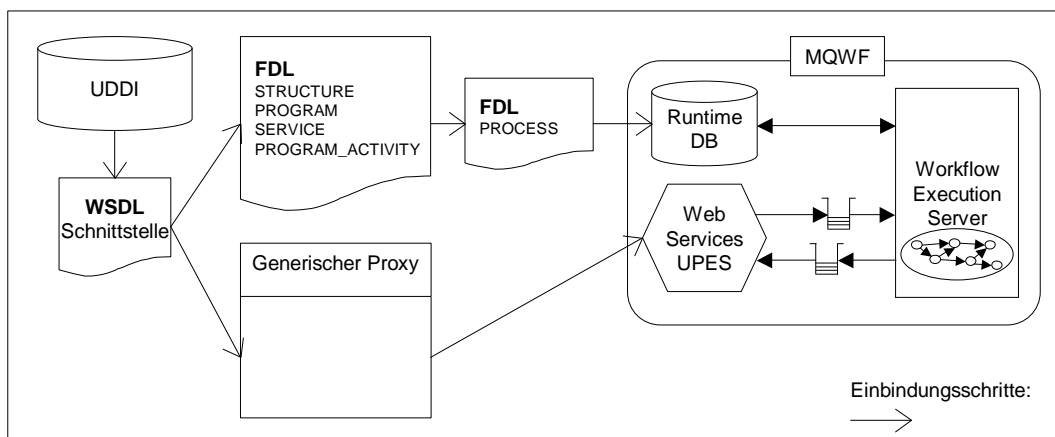 UDDI
WSDL
Schnittstelle
FDL
STRUCTURE
PROGRAM
SERVICE
PROGRAM_ACTIVITY
Generischer Proxy
FDL
PROCESS
MQWF
Runtime
DB
Web
Services
UPES
Workflow
Execution
Server
Einbindungsschritte: